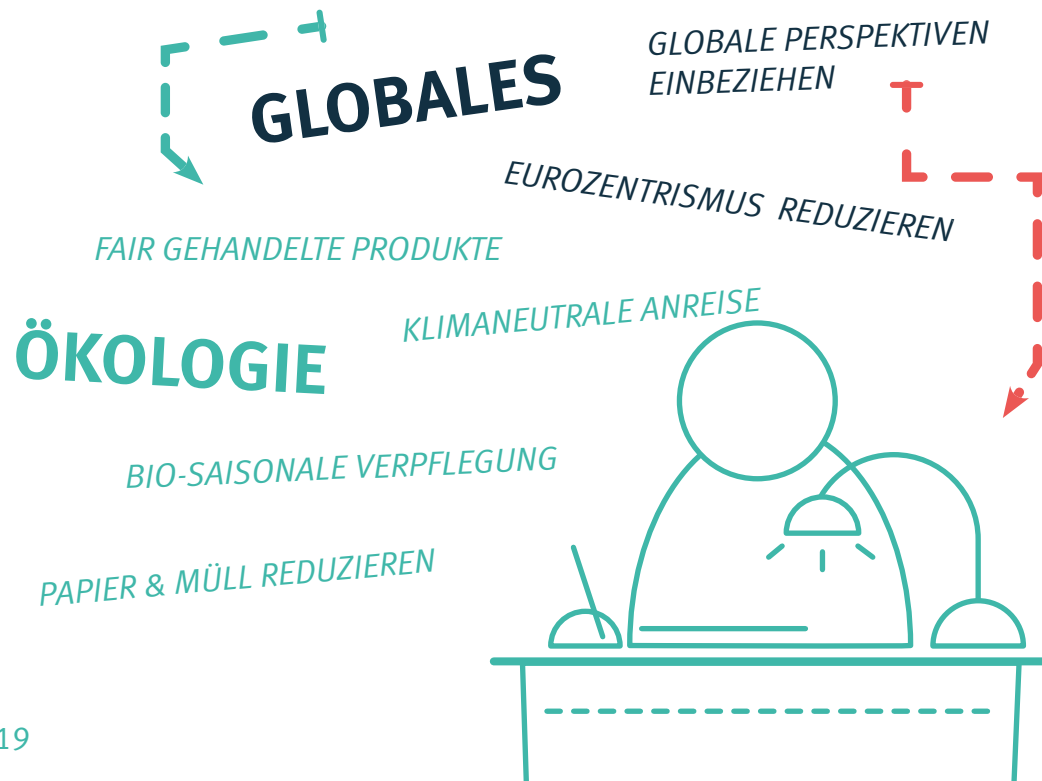 GLOBALES
GLOBALE PERSPEKTIVEN
EINBEZIEHEN
EUROZENTRISMUS REDUZIEREN
FAIR GEHANDELTE PRODUKTE
KLIMANEUTRALE ANREISE
ÖKOLOGIE
BIO-SAISONALE VERPFLEGUNG
PAPIER & MÜLL REDUZIEREN
19